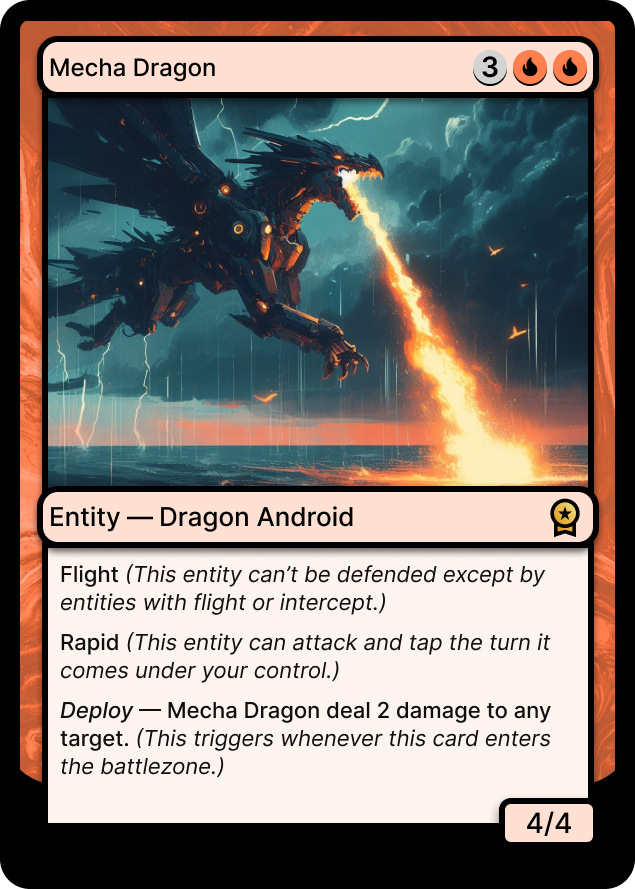 Mecha Dragon
3
Entity — Dragon Android
Flight (This entity can’t be defended except by
entities with flight or intercept.)
Rapid (This entity can attack and tap the turn it
comes under your control.)
Deploy — Mecha Dragon deal 2 damage to any
target. (This triggers whenever this card enters
the battlezone.)
4/4